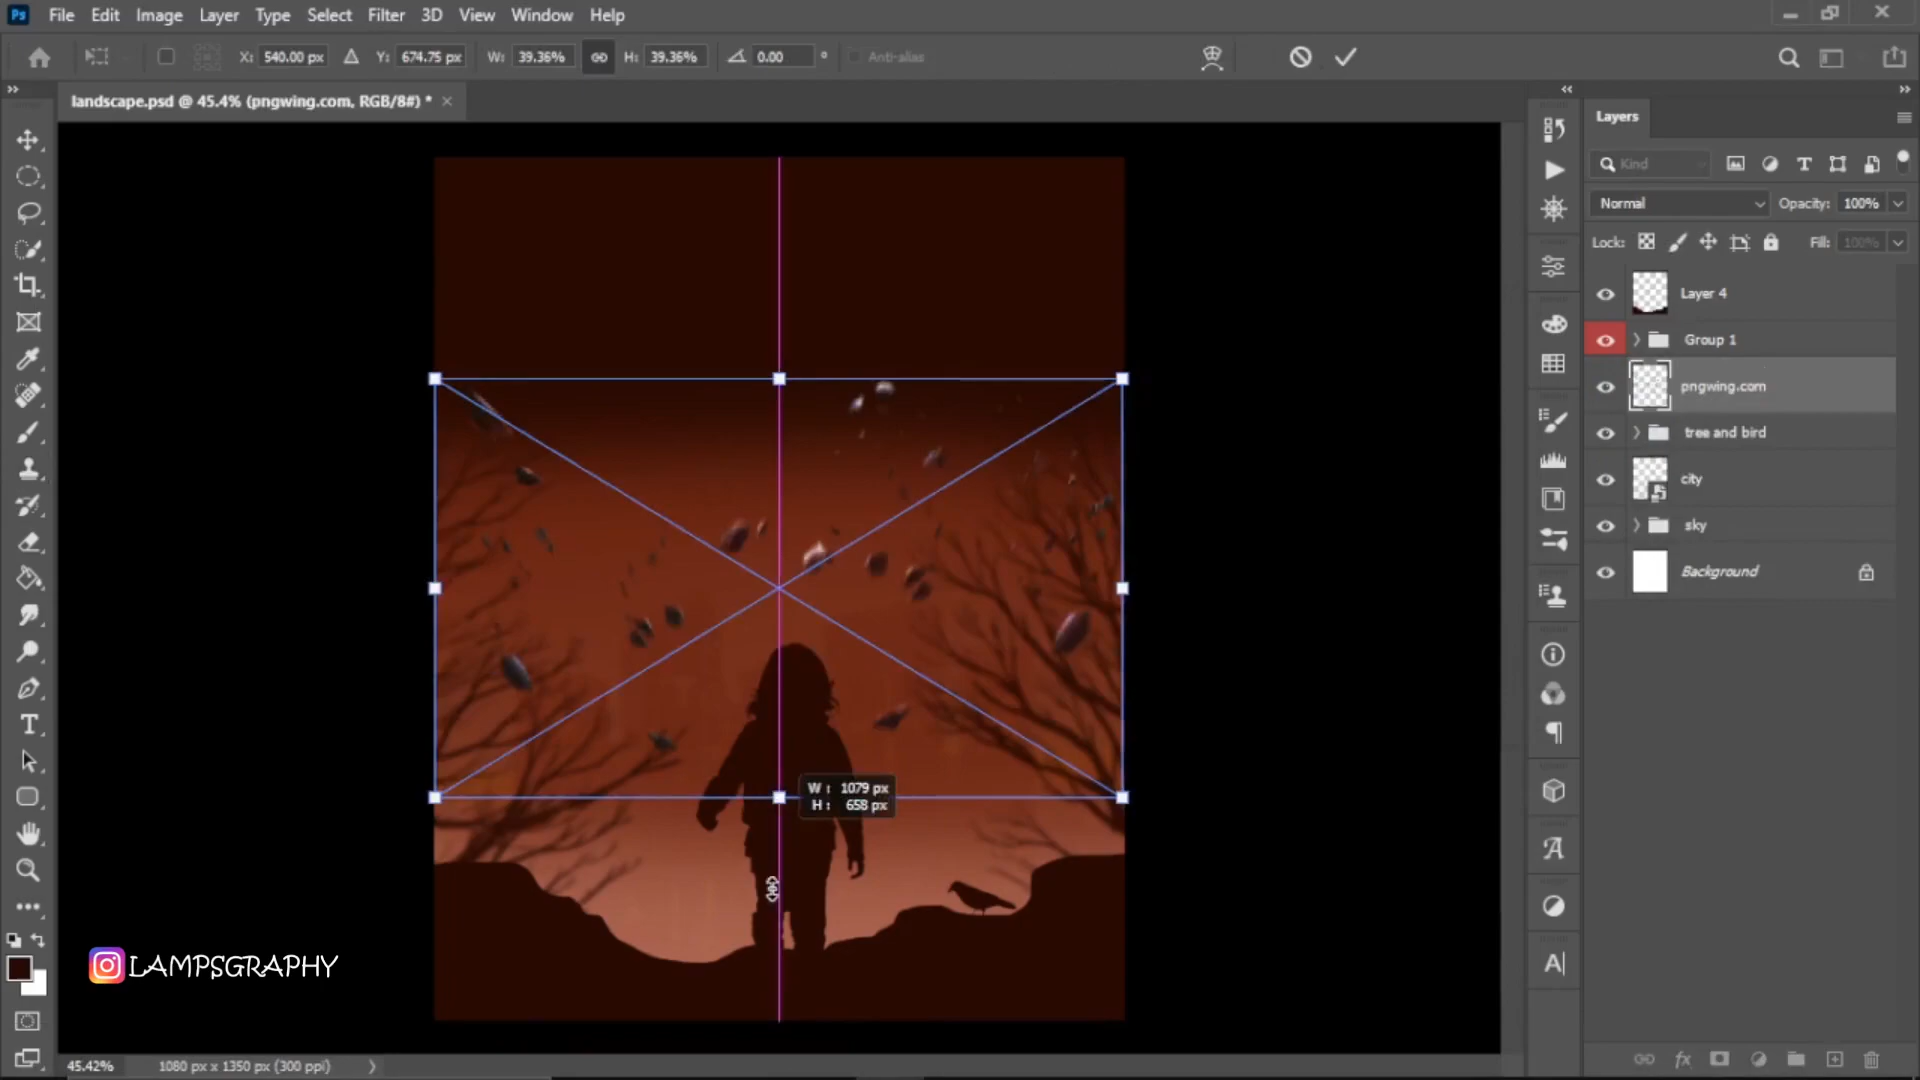 Ps File Edit Image Layer Type Select Filter 3D View Window Help
X: 540.00 px Y: 674.75 px W: 39.36% H: 39.36% 0.00 ° Anti-alias
landscape.psd @ 45.4% (pngwing.com, RGB/8#) * ×
Layers
Kind
Normal Opacity: 100%
Lock: Fill: 100%
Layer 4
Group 1
pngwing.com
tree and bird
city
sky
Background
W : 1079 px
H : 658 px
LAMPSGRAPHY
45.42% 1080 px x 1350 px (300 ppi)